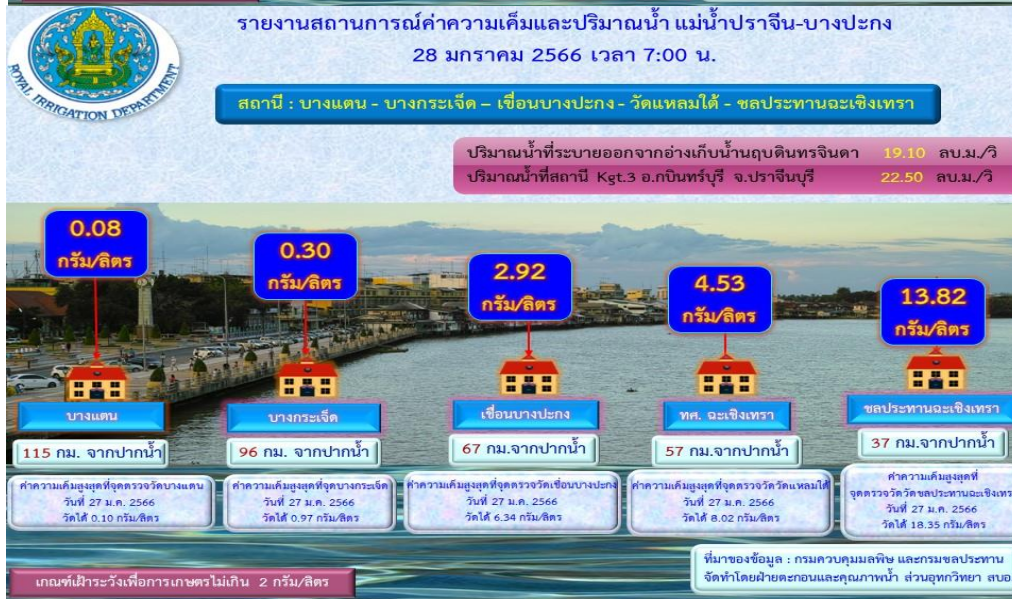 รายงานสถานการณ์ค่าความเค็มและปริมาณน้ำ แม่น้ำปราจีน-บางปะกง
28 มกราคม 2566 เวลา 7:00 น.
ROYAL IRRIGATION DEPARTMENT
สถานี : บางแตน - บางกระเจ็ด – เขื่อนบางปะกง - วัดแหลมใต้ - ชลประทานฉะเชิงเทรา
ปริมาณน้ำที่ระบายออกจากอ่างเก็บน้ำนฤบดินทรจินดา 19.10 ลบ.ม./วิ
ปริมาณน้ำที่สถานี Kgt.3 อ.กบินทร์บุรี จ.ปราจีนบุรี 22.50 ลบ.ม./วิ
0.08
กรัม/ลิตร
0.30
กรัม/ลิตร
2.92
กรัม/ลิตร
4.53
กรัม/ลิตร
13.82
กรัม/ลิตร
บางแตน
บางกระเจ็ด
เขื่อนบางปะกง
ทศ. ฉะเชิงเทรา
ชลประทานฉะเชิงเทรา
115 กม. จากปากน้ำ
96 กม. จากปากน้ำ
67 กม.จากปากน้ำ
57 กม.จากปากน้ำ
37 กม.จากปากน้ำ
ค่าความเค็มสูงสุดที่จุดตรวจวัดบางแตน
วันที่ 27 ม.ค. 2566
วัดได้ 0.10 กรัม/ลิตร
ค่าความเค็มสูงสุดที่จุดบางกระเจ็ด
วันที่ 27 ม.ค. 2566
วัดได้ 0.97 กรัม/ลิตร
ค่าความเค็มสูงสุดที่จุดตรวจวัดเขื่อนบางปะกง
วันที่ 27 ม.ค. 2566
วัดได้ 6.34 กรัม/ลิตร
ค่าความเค็มสูงสุดที่จุดตรวจวัดวัดแหลมใต้
วันที่ 27 ม.ค. 2566
วัดได้ 8.02 กรัม/ลิตร
ค่าความเค็มสูงสุดที่
จุดตรวจวัดชลประทานฉะเชิงเทร
วันที่ 27 ม.ค. 2566
วัดได้ 18.35 กรัม/ลิตร
เกณฑ์เฝ้าระวังเพื่อการเกษตรไม่เกิน 2 กรัม/ลิตร
ที่มาของข้อมูล : กรมควบคุมมลพิษ และกรมชลประทาน
จัดทำโดยฝ่ายตะกอนและคุณภาพน้ำ ส่วนอุทกวิทยา สบอ